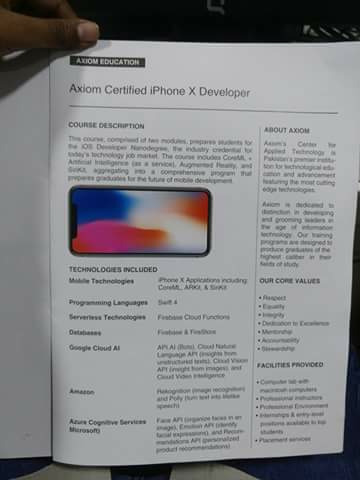 AXIOM EDUCATION
Axiom Certified iPhone X Developer
COURSE DESCRIPTION
This course, comprised of two modules, prepares students for
the iOS Developer Nanodegree, the industry credential for
today's technology job market. The course includes CoreML +
Artificial Intelligence (as a service), Augmented Reality, and
SiriKit, aggregating into a comprehensive program that
prepares graduates for the future of mobile development.
TECHNOLOGIES INCLUDED
Mobile Technologies iPhone X Applications including:
CoreML, ARKit, & SiriKit
Programming Languages Swift 4
Serverless Technologies Firebase Cloud Functions
Databases Firebase & FireStore
Google Cloud AI API.AI (Bots), Cloud Natural
Language API (Insights from
unstructured texts), Cloud Vision
API (insight from images), and
Cloud Video Intelligence
Amazon Rekognition (image recognition)
and Polly (turn text into lifelike
speech)
Azure Cognitive Services Face API (organize faces in an
Microsoft) image), Emotion API (identify
facial expressions), and Recom-
mendations API (personalized
product recommendations)
ABOUT AXIOM
Axiom's Center for
Applied Technology is
Pakistan's premier institu-
tion for technological edu-
cation and advancement
featuring the most cutting
edge technologies.
Axiom is dedicated to
distinction in developing
and grooming leaders in
the age of information
technology. Our training
programs are designed to
produce graduates of the
highest caliber in their
fields of study.
OUR CORE VALUES
• Respect
• Equality
• Integrity
• Dedication to Excellence
• Mentorship
• Accountability
• Stewardship
FACILITIES PROVIDED
• Computer lab with
macintosh computers
• Professional instructors
• Professional Environment
• Internships & entry-level
positions available to top
students
• Placement services